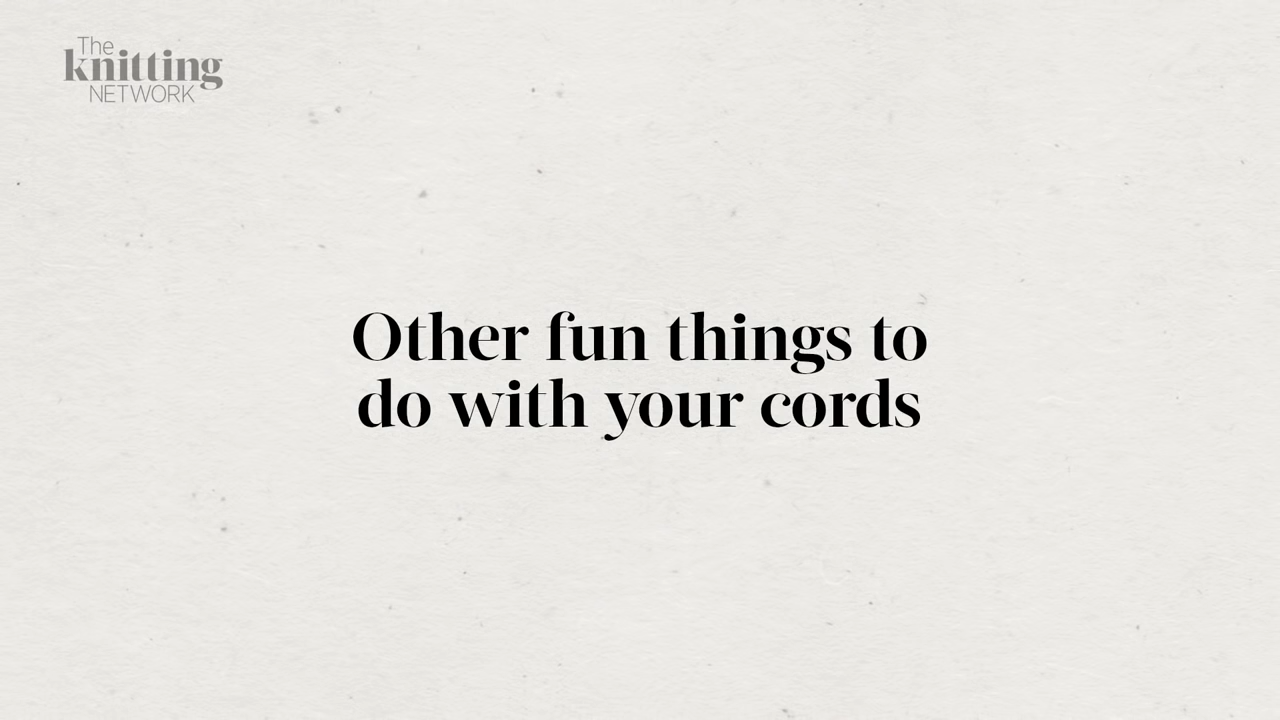 The
knitting
NETWORK
Other fun things to
do with your cords